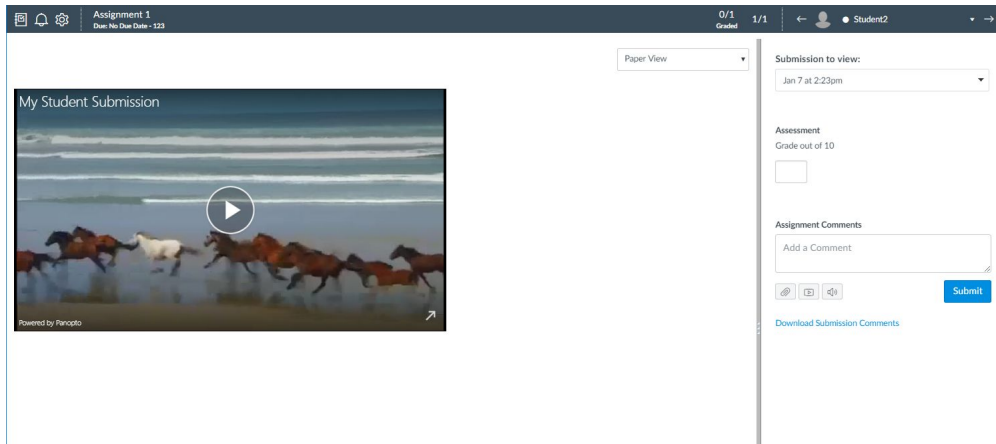 Assignment 1
Due: No Due Date - 123
0/1
Graded
1/1
Student2
Paper View
My Student Submission
Powered by Panopto
Submission to view:
Jan 7 at 2:23pm
Assessment
Grade out of 10
Assignment Comments
Add a Comment
Submit
Download Submission Comments